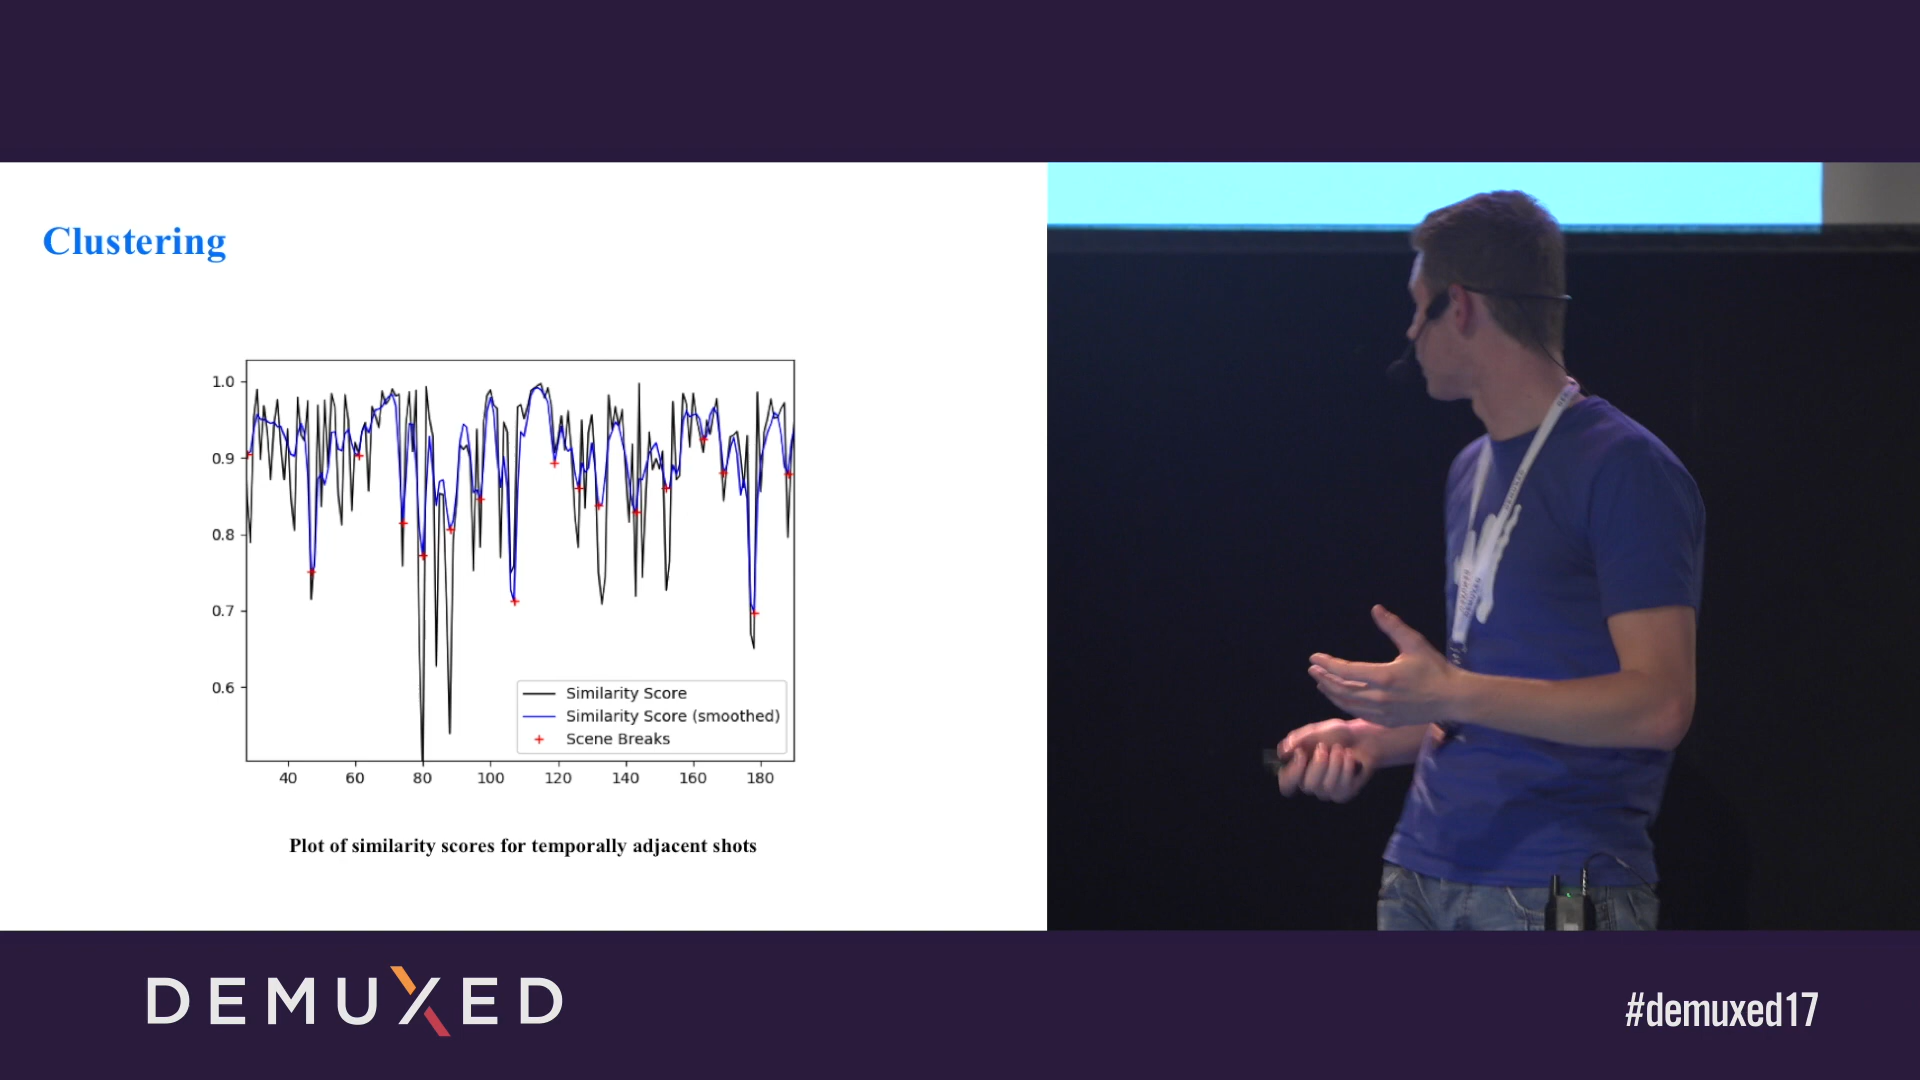 Clustering
1.0
0.9
0.8
0.7
0.6
Similarity Score
Similarity Score (smoothed)
Scene Breaks
40 60 80 100 120 140 160 180
Plot of similarity scores for temporally adjacent shots
DEMUXED
#demuxed17